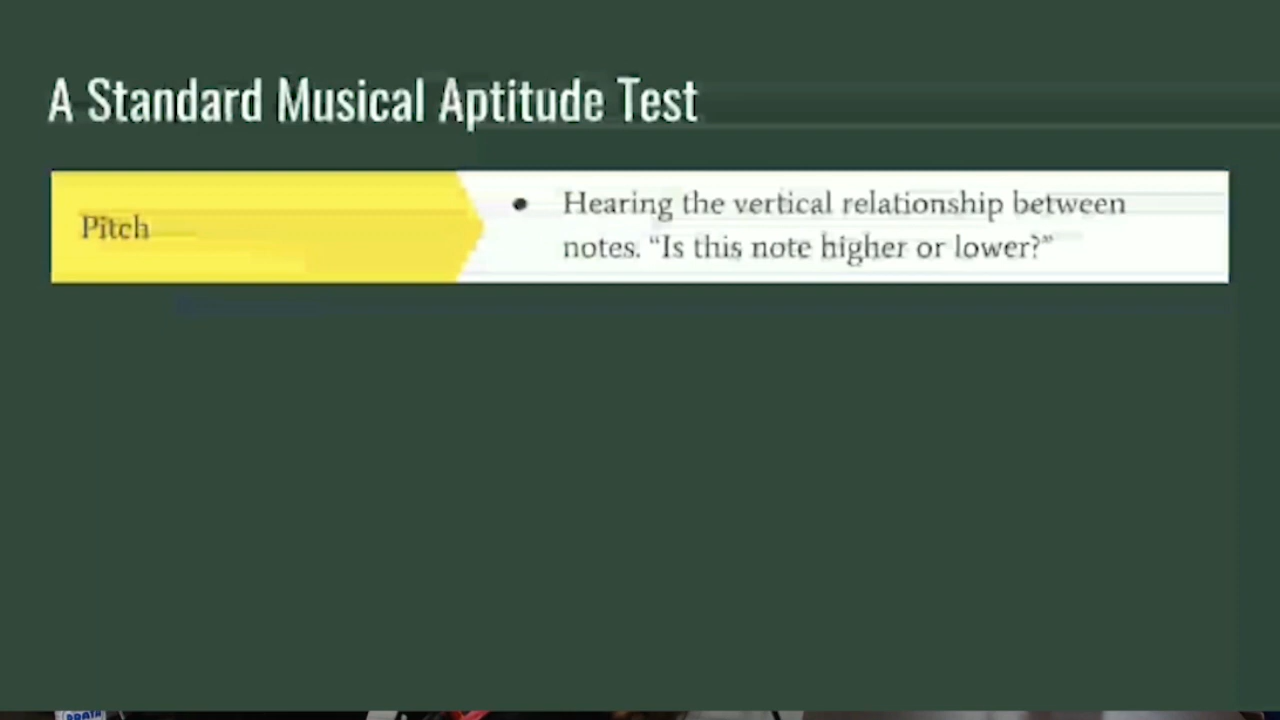 A Standard Musical Aptitude Test
Pitch
• Hearing the vertical relationship between
notes. “Is this note higher or lower?”